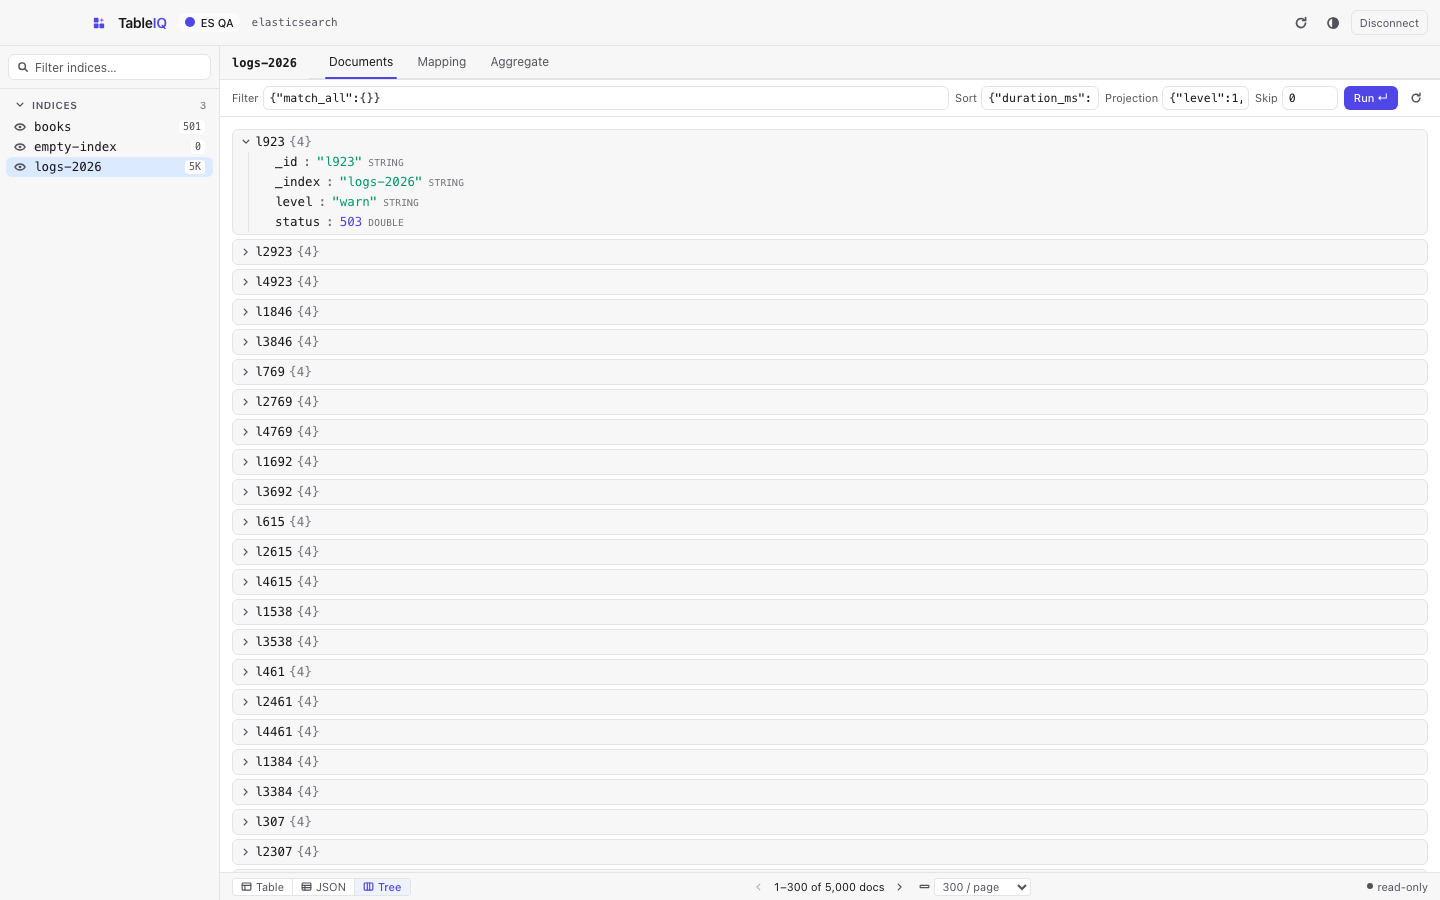 TableIQ ES QA elasticsearch Disconnect
Filter indices...
logs-2026 Documents Mapping Aggregate
Filter {"match_all":{}} Sort {"duration_ms": Projection {"level":1, Skip 0 Run
INDICES 3
books 501
empty-index 0
logs-2026 5K
l923 {4}
_id : "l923" STRING
_index : "logs-2026" STRING
level : "warn" STRING
status : 503 DOUBLE
l2923 {4}
l4923 {4}
l1846 {4}
l3846 {4}
l769 {4}
l2769 {4}
l4769 {4}
l1692 {4}
l3692 {4}
l615 {4}
l2615 {4}
l4615 {4}
l1538 {4}
l3538 {4}
l461 {4}
l2461 {4}
l4461 {4}
l1384 {4}
l3384 {4}
l307 {4}
l2307 {4}
Table JSON Tree 1–300 of 5,000 docs 300 / page read-only